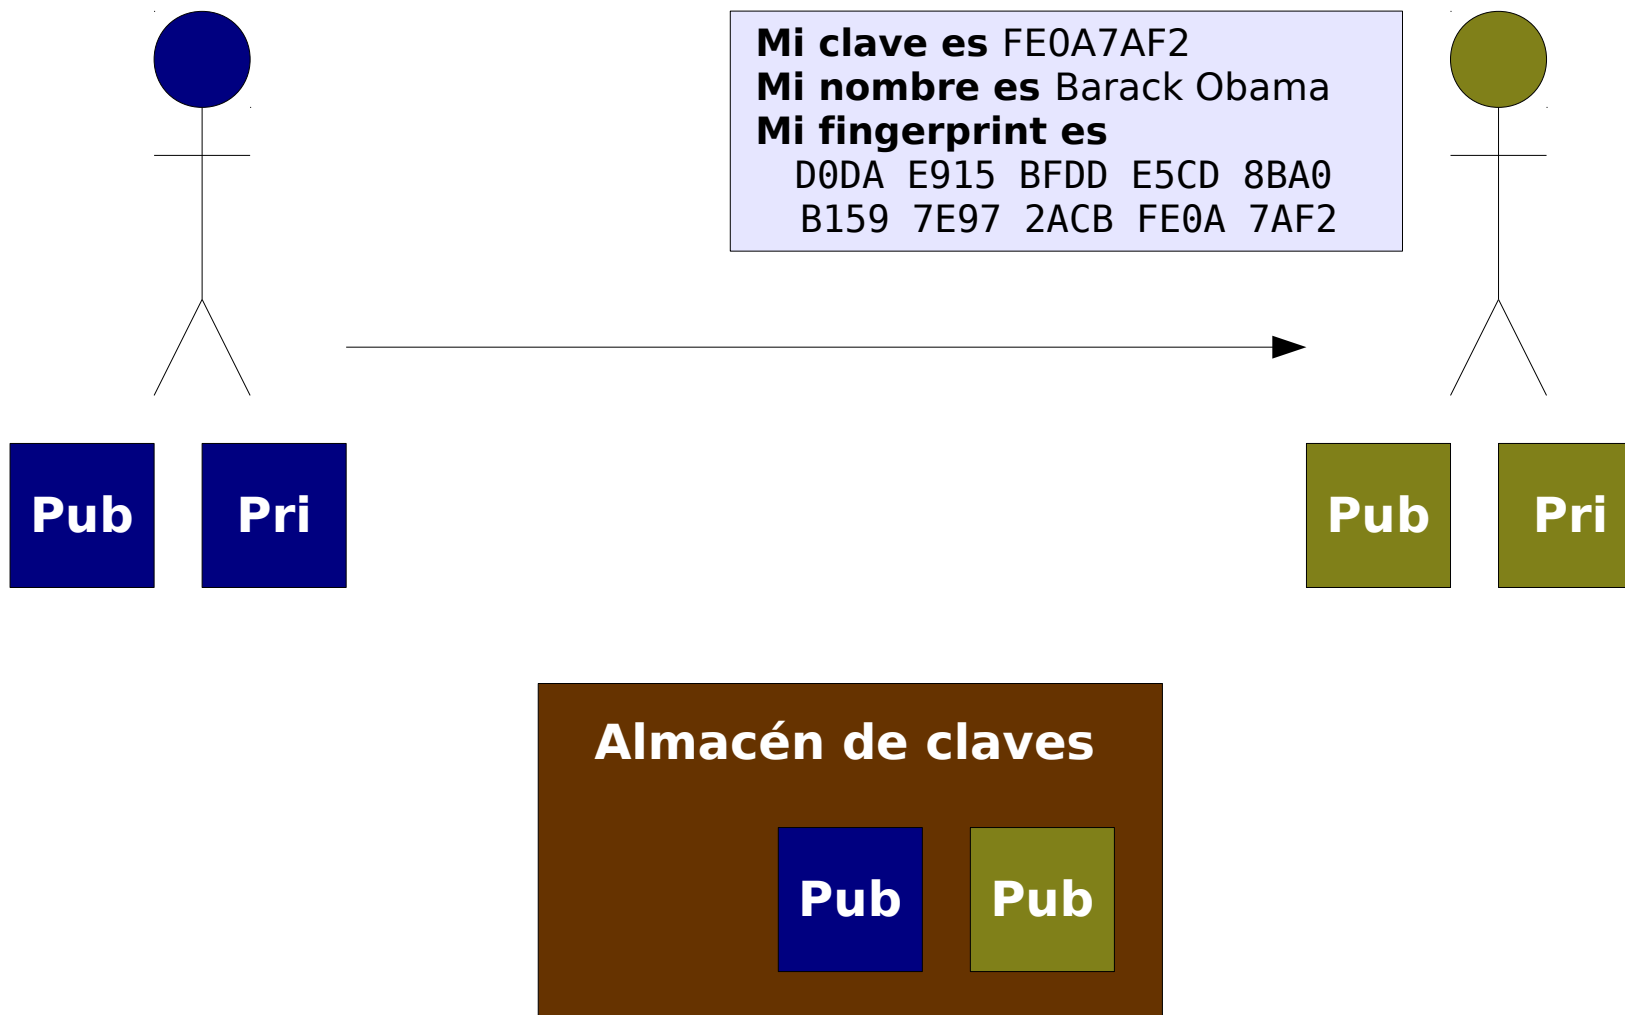 Mi clave es FE0A7AF2
Mi nombre es Barack Obama
Mi fingerprint es
D0DA E915 BFDD E5CD 8BA0
B159 7E97 2ACB FE0A 7AF2
Pub Pri Pub Pri
Almacén de claves
Pub Pub